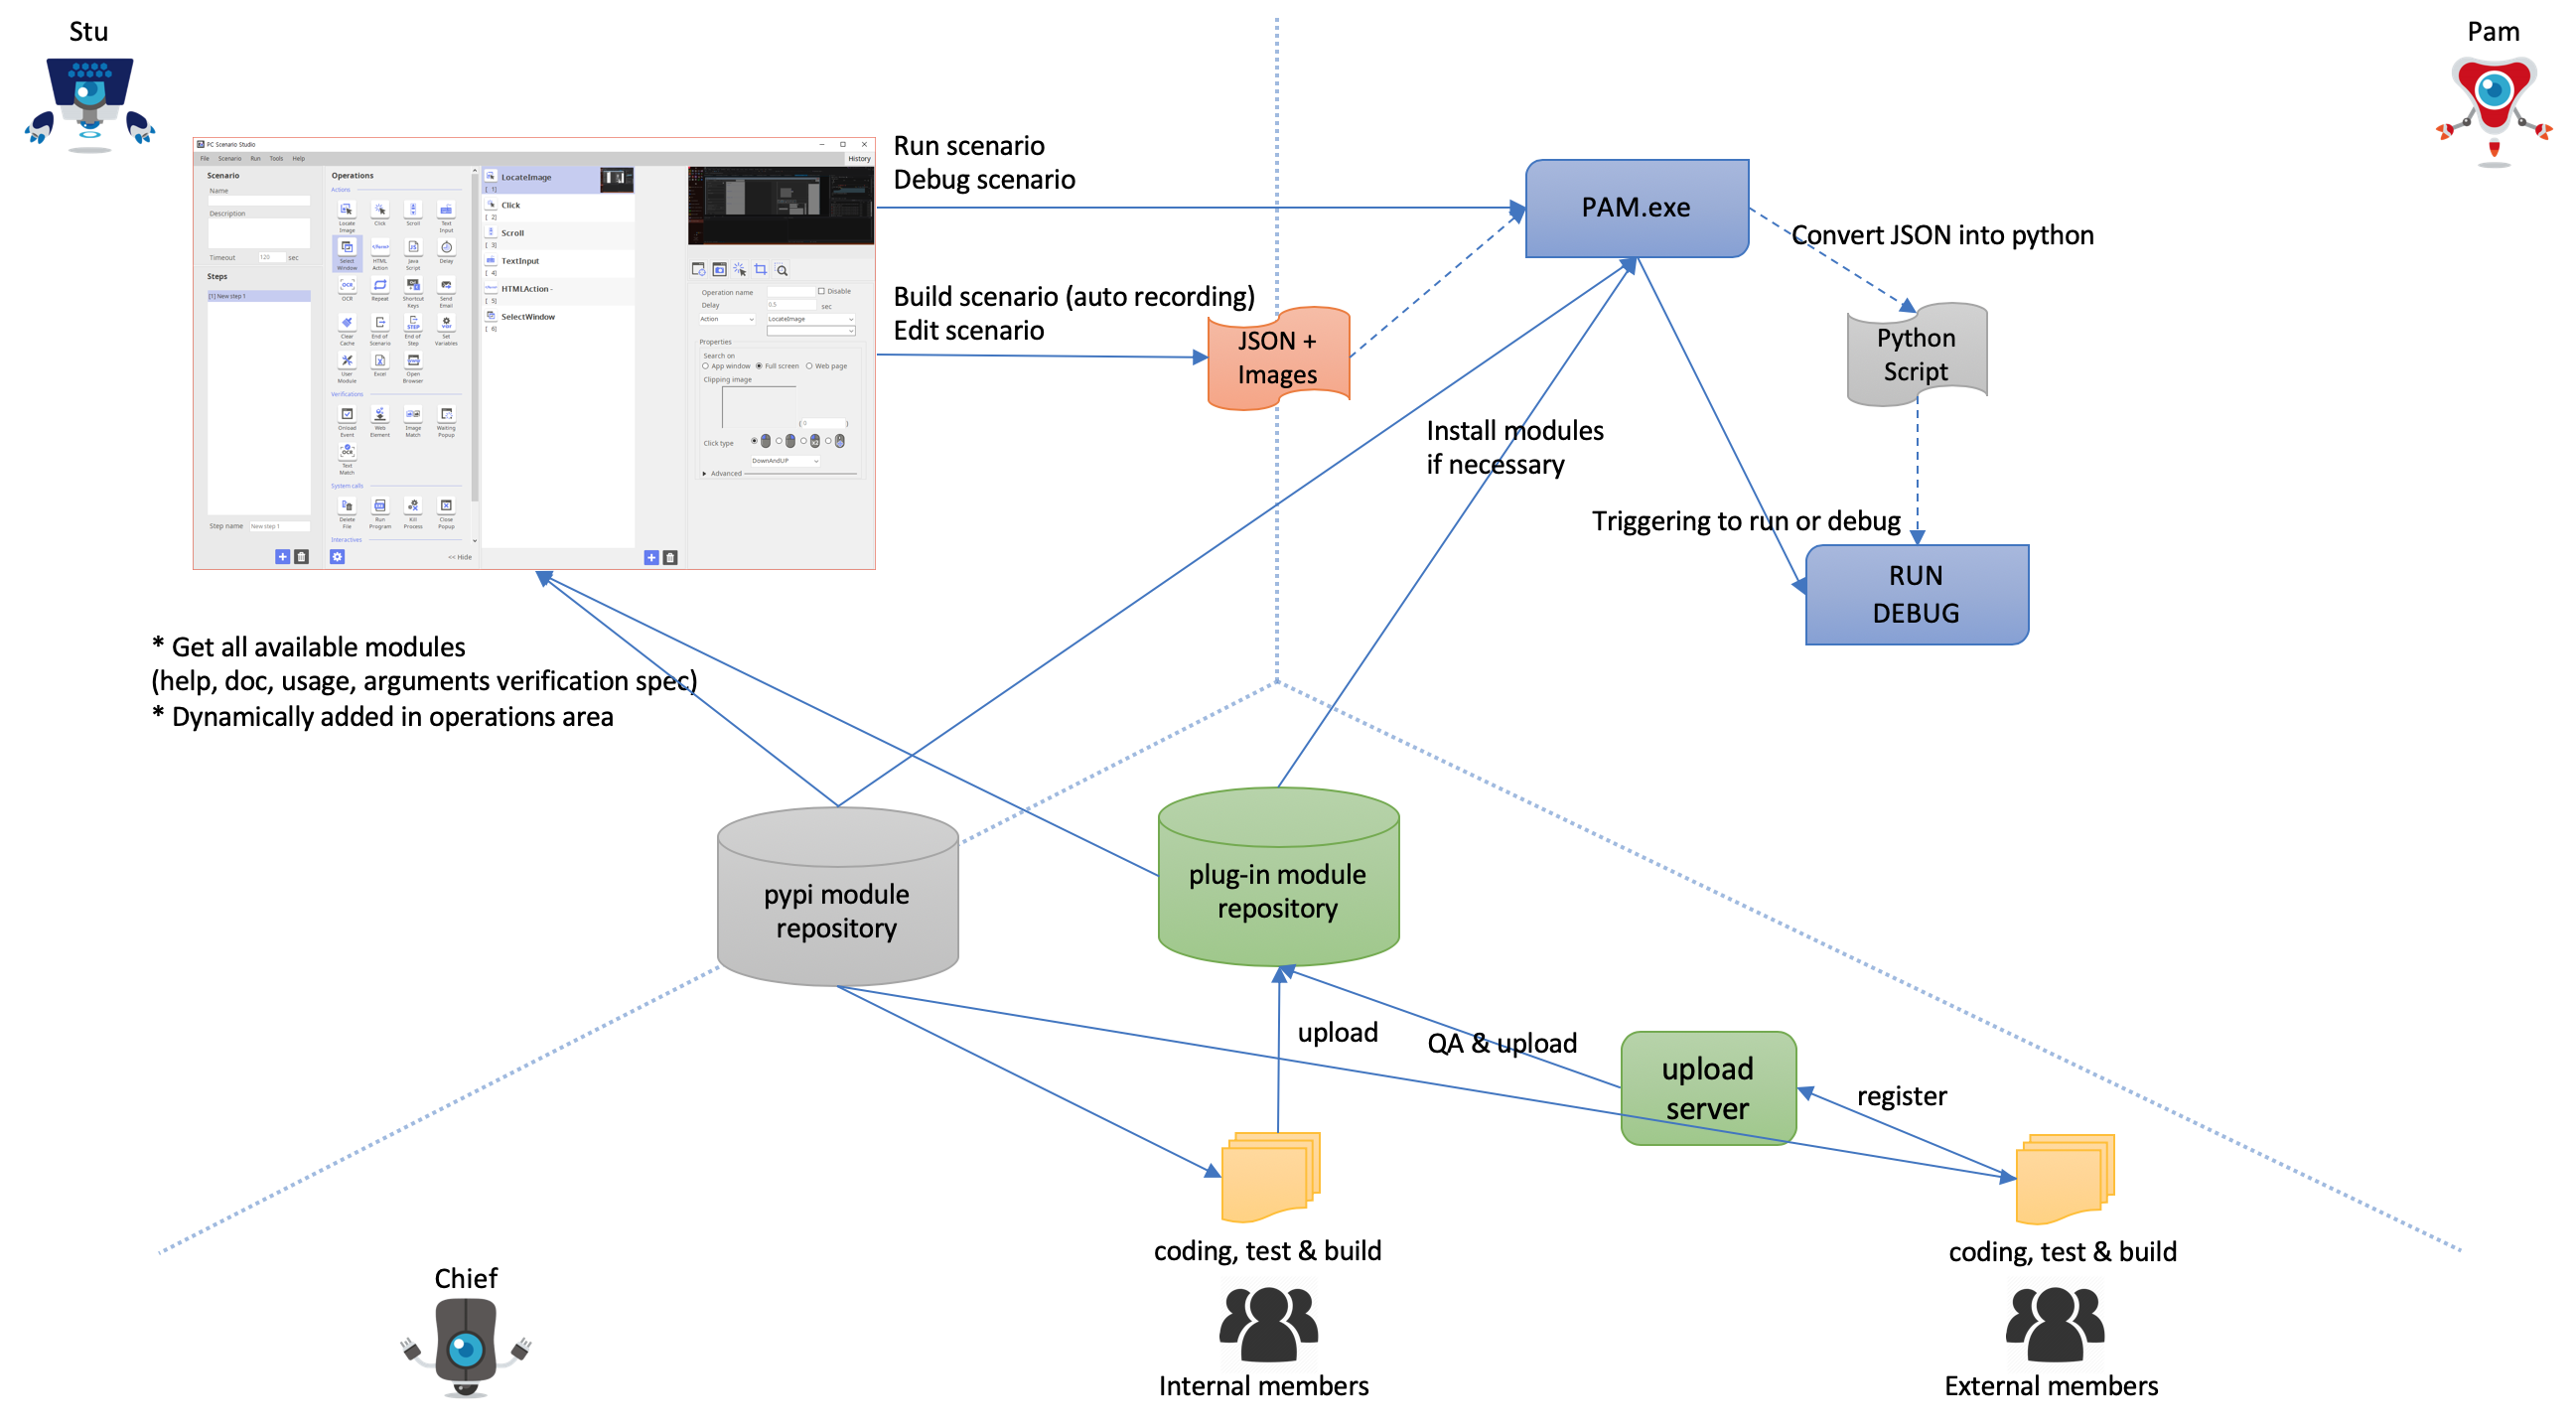 Stu
Pam
PC Scenario Studio
File Scenario Run Tools Help
History
Scenario
Name
Description
Timeout 120 sec
Steps
[1] New step 1
Step name New step 1
Operations
Actions
Locate Image
Click
Scroll
Text Input
Select Window
HTML Action
Java Script
Delay
OCR
Repeat
Shortcut Keys
Send Email
Clear Cache
End of Scenario
End of Step
Set Variables
User Module
Excel
Open Browser
Verifications
Onload Event
Web Element
Image Match
Waiting Popup
Text Match
System calls
Delete File
Run Program
Kill Process
Close Popup
Interactives
<< Hide
LocateImage
[ 1]
Click
[ 2]
Scroll
[ 3]
TextInput
[ 4]
HTMLAction -
[ 5]
SelectWindow
[ 6]
Operation name
Disable
Delay 0.5 sec
Action LocateImage
Properties
Search on
App window Full screen Web page
Clipping image
( 0 )
Click type
DownAndUP
Advanced
Run scenario
Debug scenario
Build scenario (auto recording)
Edit scenario
JSON +
Images
PAM.exe
Convert JSON into python
Python
Script
Install modules
if necessary
Triggering to run or debug
RUN
DEBUG
* Get all available modules
(help, doc, usage, arguments verification spec)
* Dynamically added in operations area
pypi module
repository
plug-in module
repository
upload
QA & upload
upload
server
register
coding, test & build
coding, test & build
Chief
Internal members
External members